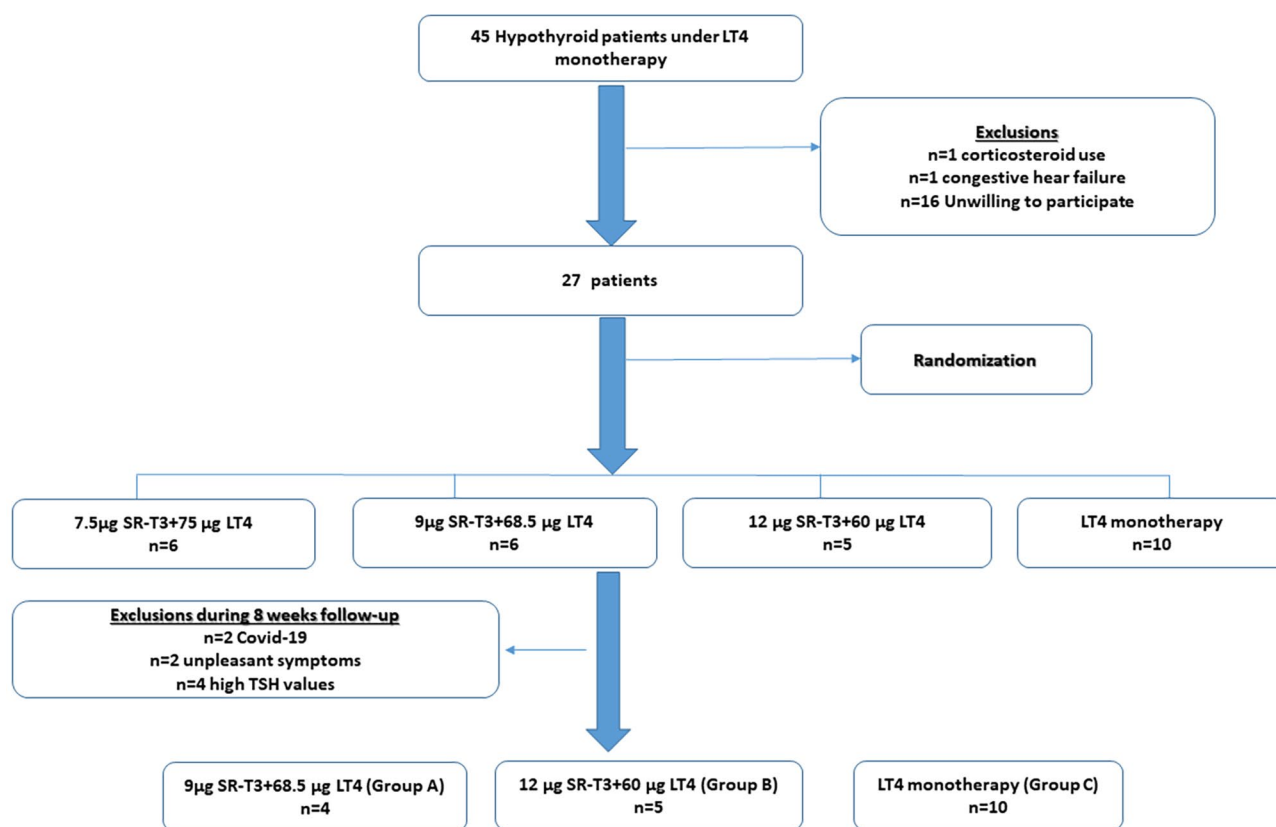 45 Hypothyroid patients under LT4
monotherapy
Exclusions
n=1 corticosteroid use
n=1 congestive hear failure
n=16 Unwilling to participate
27 patients
Randomization
7.5µg SR-T3+75 µg LT4
n=6
9µg SR-T3+68.5 µg LT4
n=6
12 µg SR-T3+60 µg LT4
n=5
LT4 monotherapy
n=10
Exclusions during 8 weeks follow-up
n=2 Covid-19
n=2 unpleasant symptoms
n=4 high TSH values
9µg SR-T3+68.5 µg LT4 (Group A)
n=4
12 µg SR-T3+60 µg LT4 (Group B)
n=5
LT4 monotherapy (Group C)
n=10